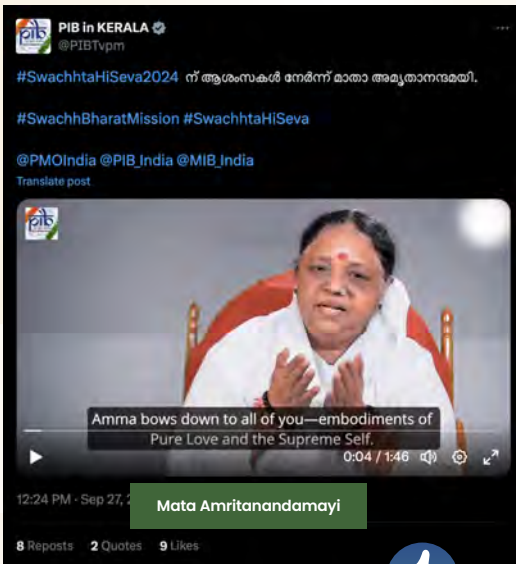 PIB in KERALA
@PIBTvpm
#SwachhtaHiSeva2024 ന് ആശംസകൾ നേർന്ന് മാതാ അമൃതാനന്ദമയി.
#SwachhBharatMission #SwachhtaHiSeva
@PMOIndia @PIB_India @MIB_India
Translate post
pib
Amma bows down to all of you—embodiments of
Pure Love and the Supreme Self.
0:04 / 1:46
12:24 PM · Sep 27,
Mata Amritanandamayi
8 Reposts 2 Quotes 9 Likes